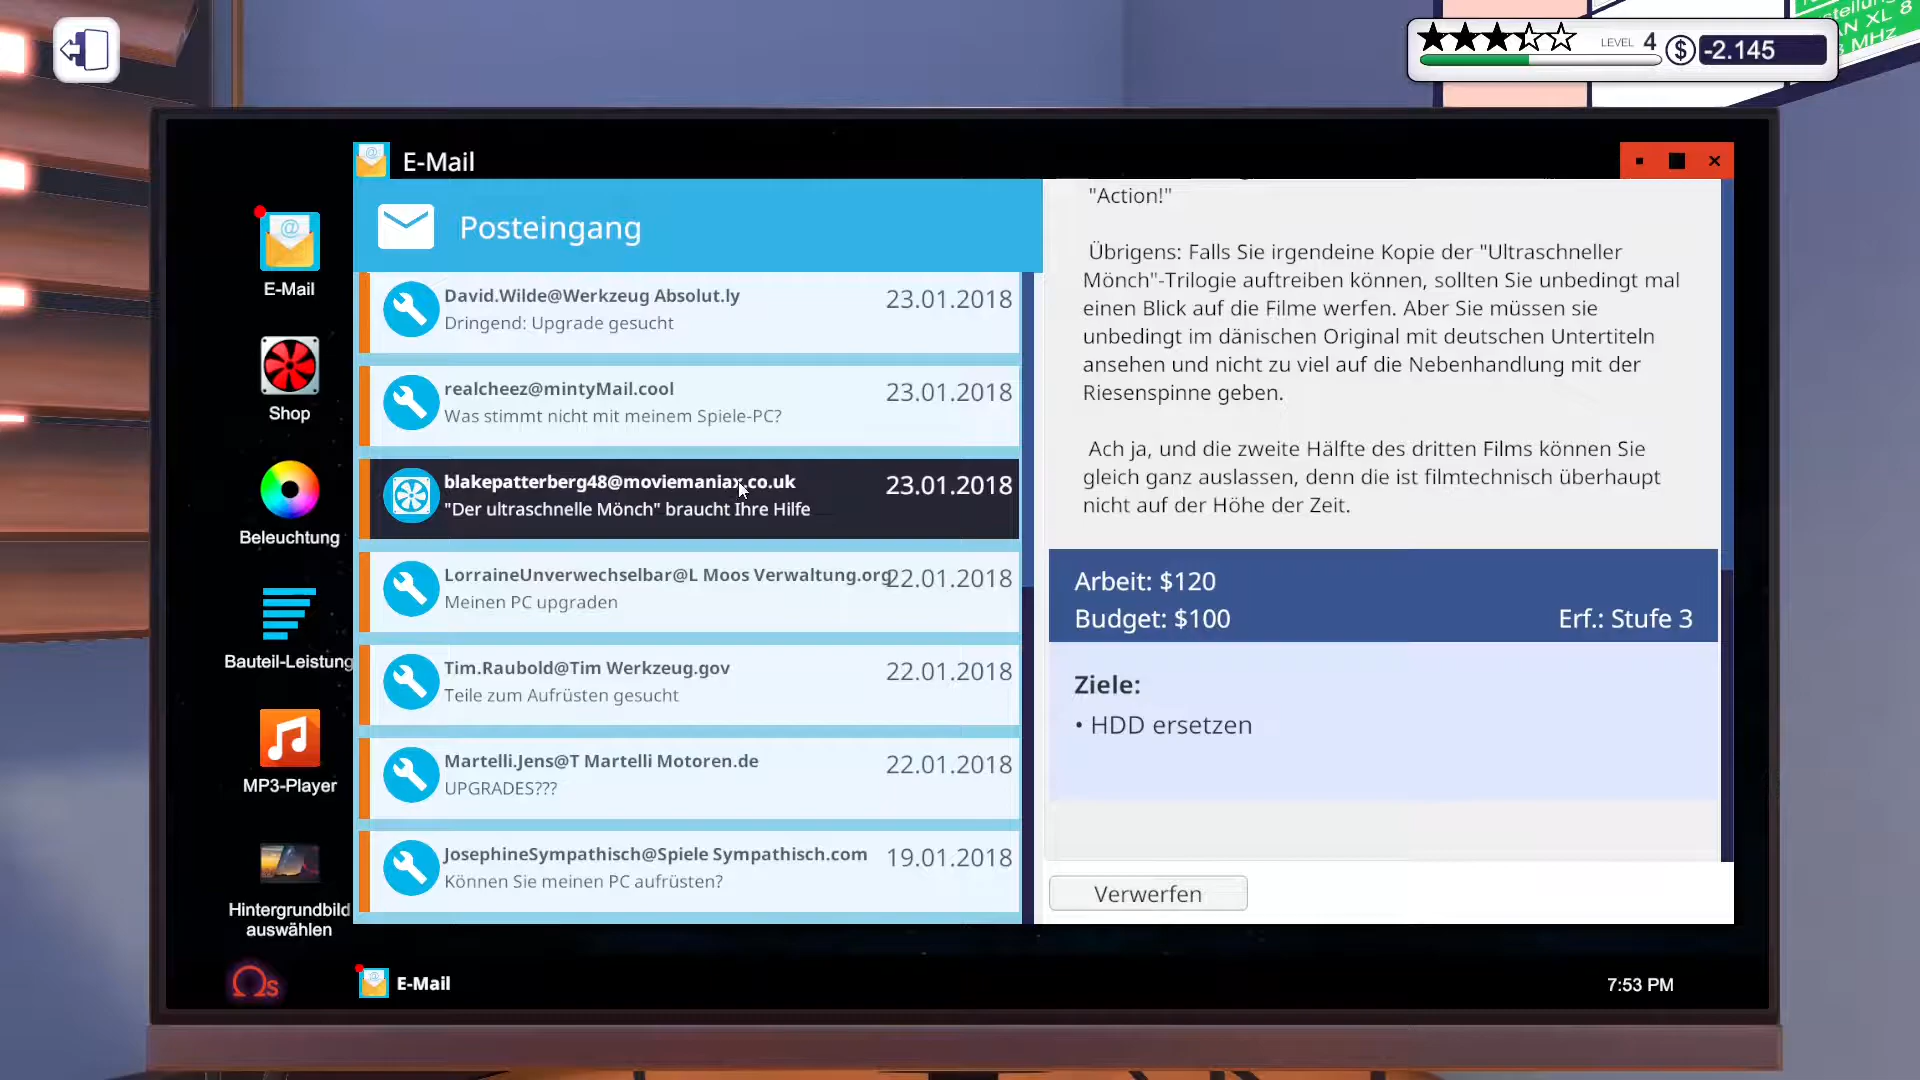 LEVEL 4 $ -2.145
XL 8
MHz
E-Mail
Posteingang
E-Mail
Shop
Beleuchtung
Bauteil-Leistung
MP3-Player
Hintergrundbild
auswählen
David.Wilde@Werkzeug Absolut.ly 23.01.2018
Dringend: Upgrade gesucht
realcheez@mintyMail.cool 23.01.2018
Was stimmt nicht mit meinem Spiele-PC?
blakepatterberg48@moviemaniax.co.uk 23.01.2018
"Der ultraschnelle Mönch" braucht Ihre Hilfe
LorraineUnverwechselbar@L Moos Verwaltung.org 22.01.2018
Meinen PC upgraden
Tim.Raubold@Tim Werkzeug.gov 22.01.2018
Teile zum Aufrüsten gesucht
Martelli.Jens@T Martelli Motoren.de 22.01.2018
UPGRADES???
JosephineSympathisch@Spiele Sympathisch.com 19.01.2018
Können Sie meinen PC aufrüsten?
"Action!"
Übrigens: Falls Sie irgendeine Kopie der "Ultraschneller
Mönch"-Trilogie auftreiben können, sollten Sie unbedingt mal
einen Blick auf die Filme werfen. Aber Sie müssen sie
unbedingt im dänischen Original mit deutschen Untertiteln
ansehen und nicht zu viel auf die Nebenhandlung mit der
Riesenspinne geben.
Ach ja, und die zweite Hälfte des dritten Films können Sie
gleich ganz auslassen, denn die ist filmtechnisch überhaupt
nicht auf der Höhe der Zeit.
Arbeit: $120
Budget: $100 Erf.: Stufe 3
Ziele:
• HDD ersetzen
Verwerfen
Ωs
E-Mail
7:53 PM